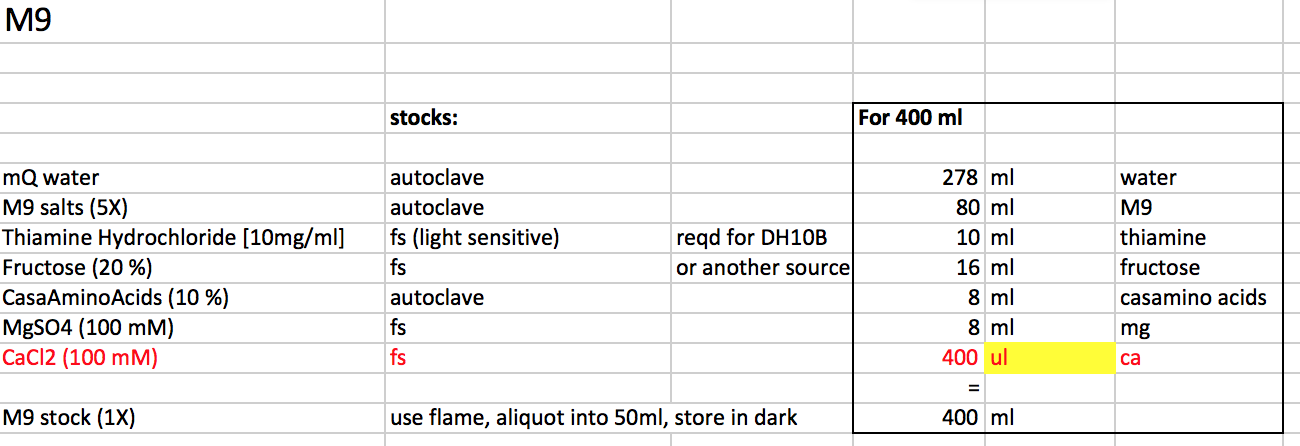 M9
stocks: For 400 ml
mQ water autoclave 278 ml water
M9 salts (5X) autoclave 80 ml M9
Thiamine Hydrochloride [10mg/ml] fs (light sensitive) reqd for DH10B 10 ml thiamine
Fructose (20 %) fs or another source 16 ml fructose
CasaAminoAcids (10 %) autoclave 8 ml casamino acids
MgSO4 (100 mM) fs 8 ml mg
CaCl2 (100 mM) fs 400 ul ca
=
M9 stock (1X) use flame, aliquot into 50ml, store in dark 400 ml